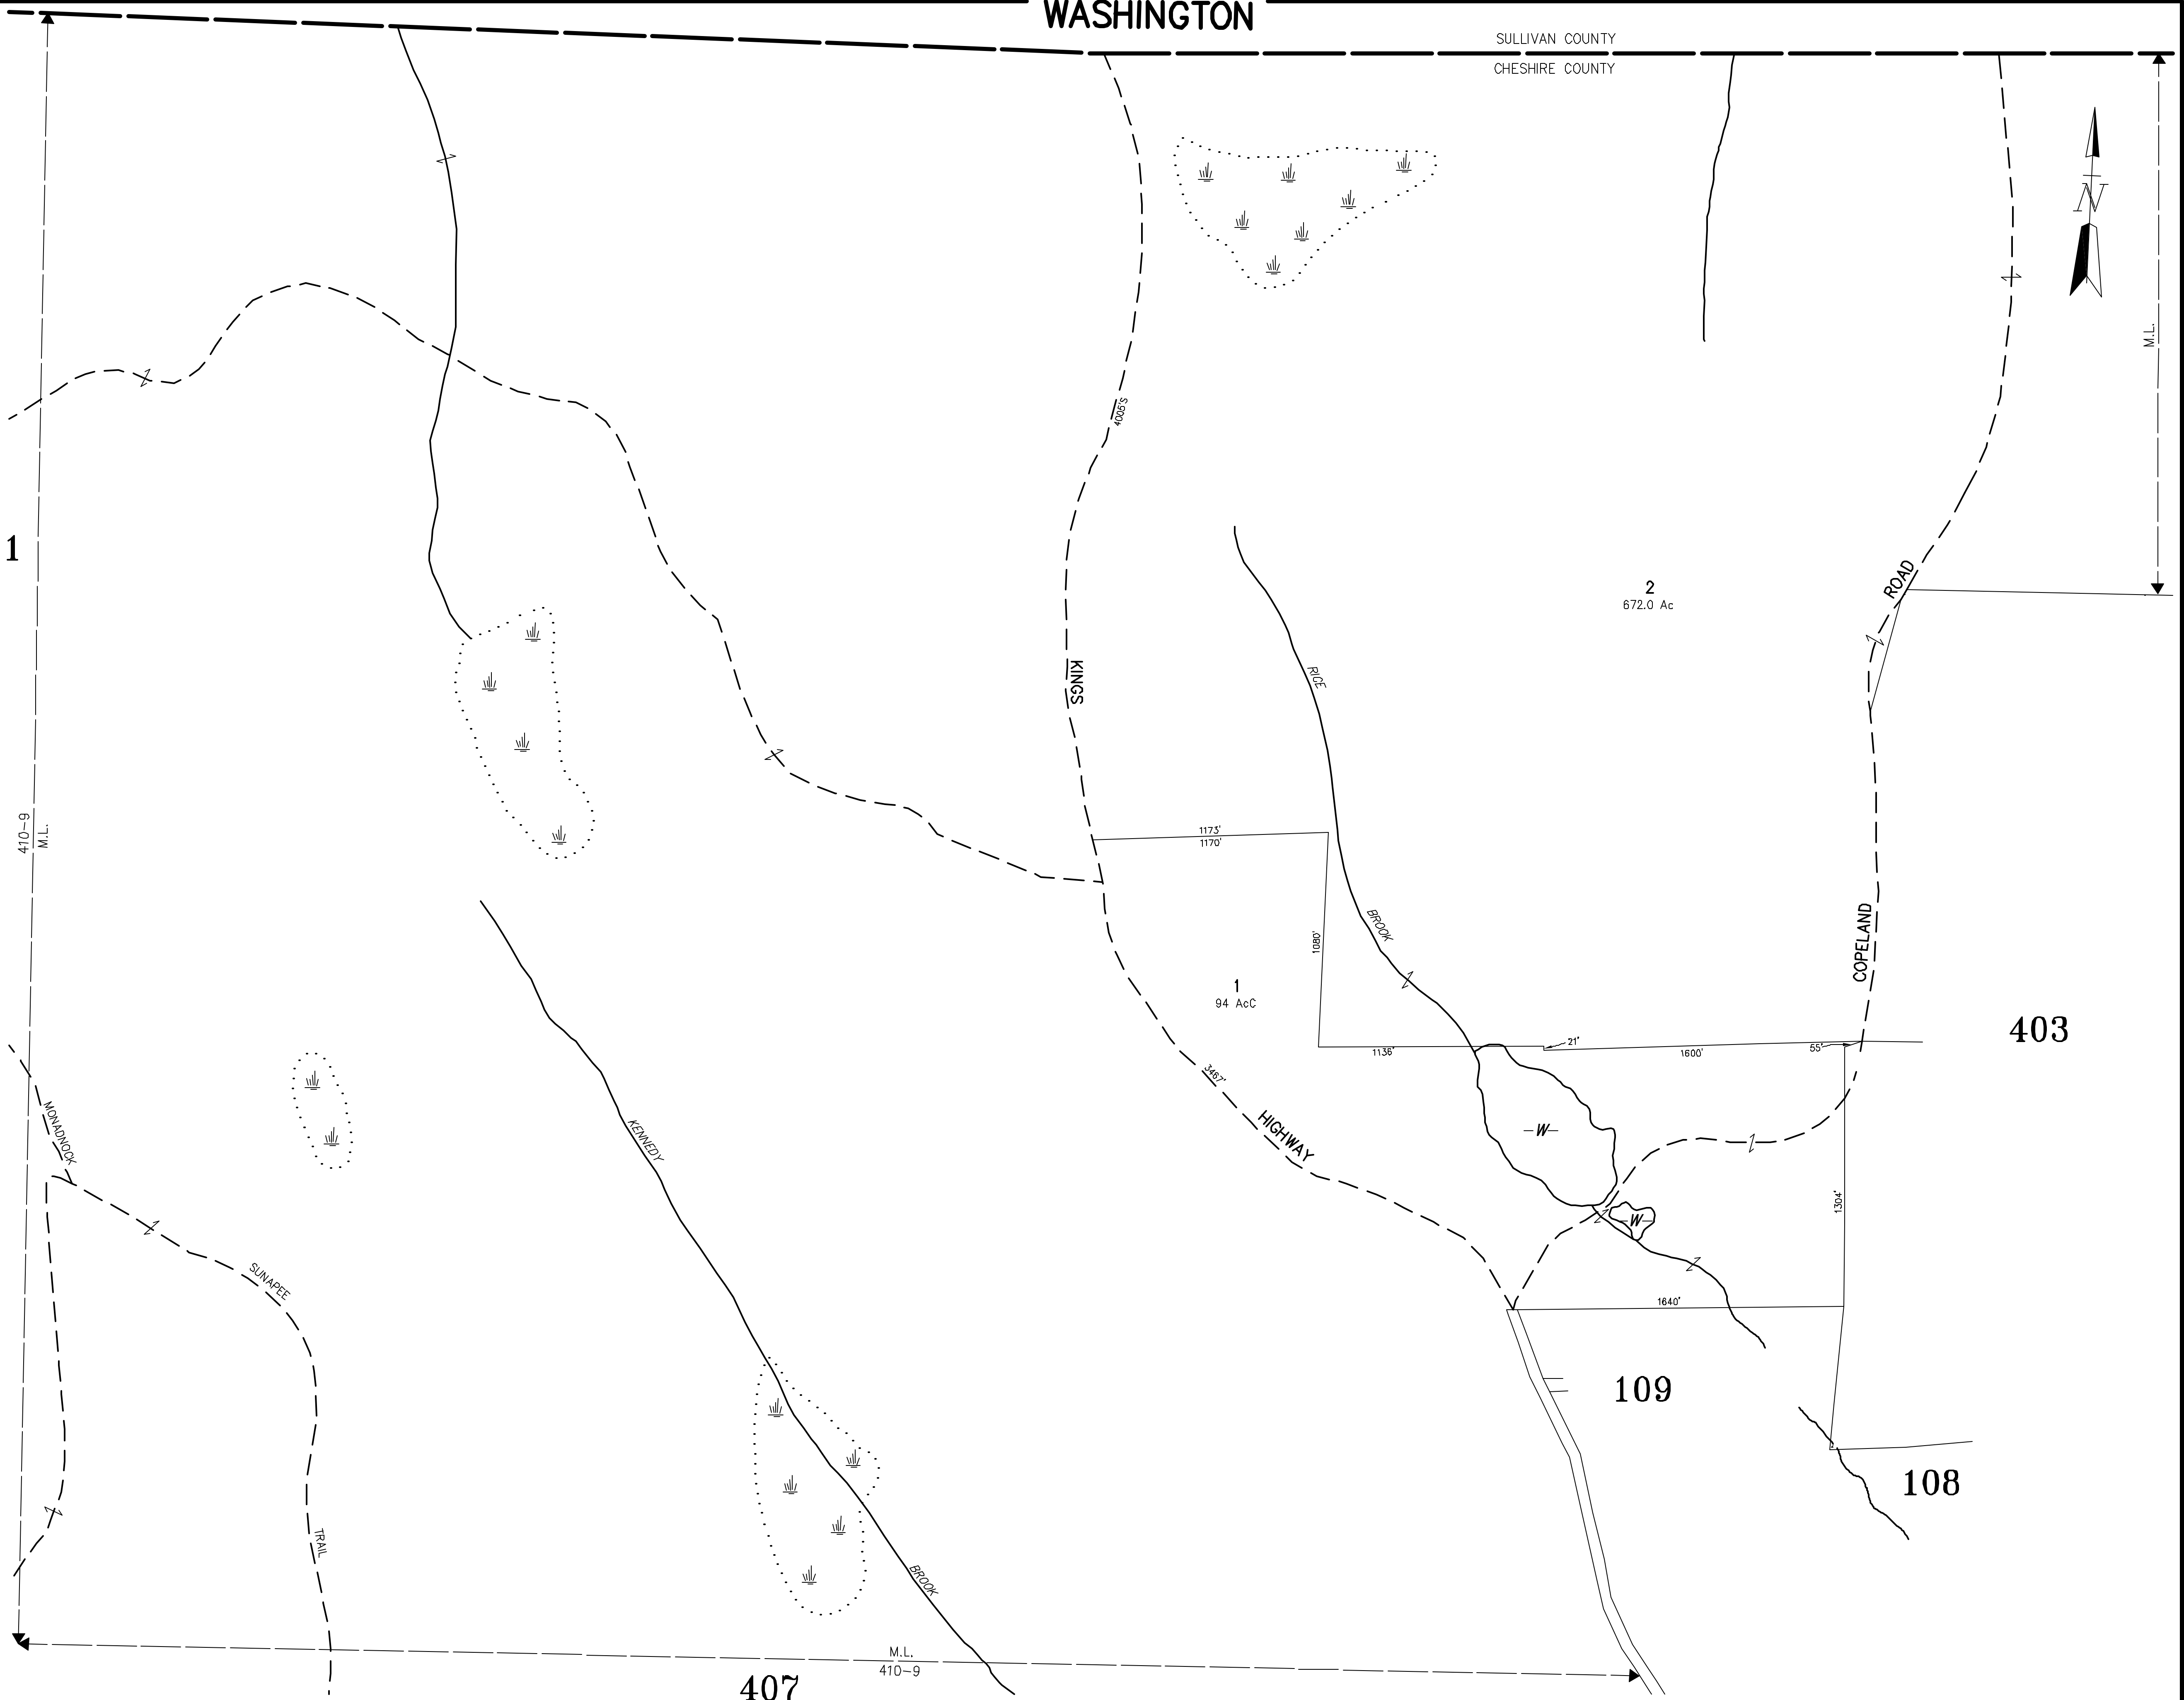 WASHINGTON
SULLIVAN COUNTY
CHESHIRE COUNTY
N
M.L.
4005'S
1
2
672.0 Ac
ROAD
KINGS
RICE
410-9
M.L.
1173'
1170'
BROOK
1080'
COPELAND
1
94 AcC
403
1136'
21'
1600'
55'
3467'
MONADNOCK
KENNEDY
HIGHWAY
W
W
1304'
SUNAPEE
1640'
109
108
TRAIL
BROOK
M.L.
410-9
407